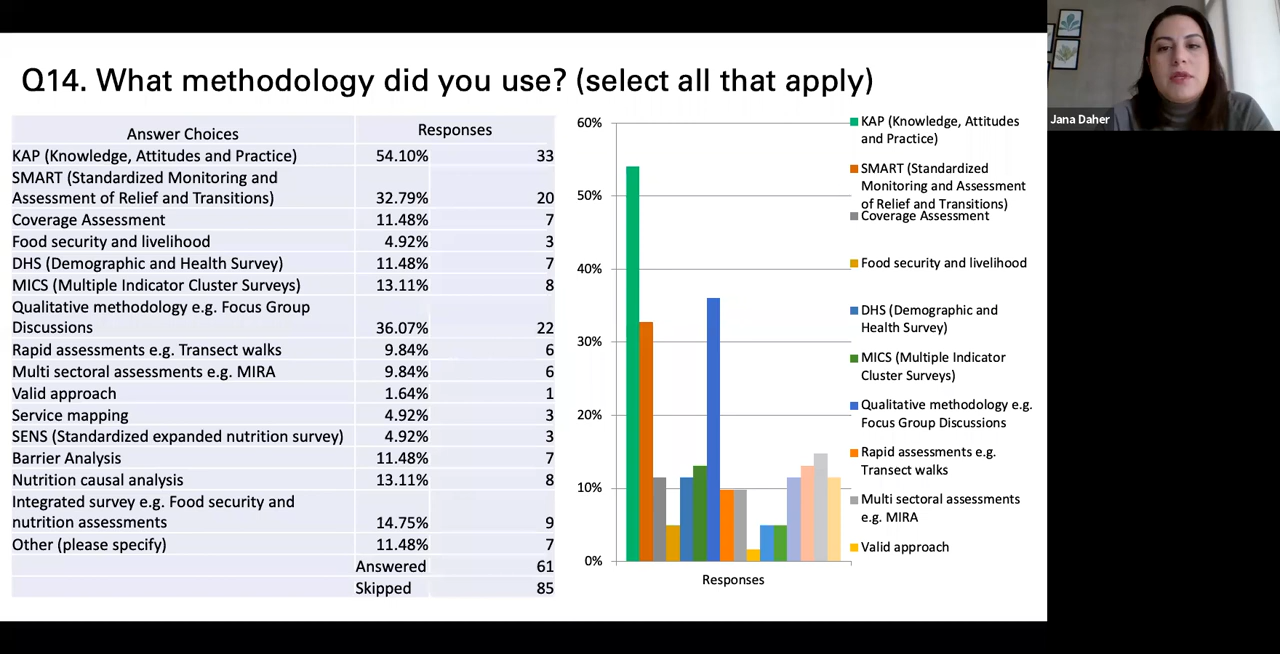 Q14. What methodology did you use? (select all that apply)
Answer Choices Responses
KAP (Knowledge, Attitudes and Practice) 54.10% 33
SMART (Standardized Monitoring and
Assessment of Relief and Transitions) 32.79% 20
Coverage Assessment 11.48% 7
Food security and livelihood 4.92% 3
DHS (Demographic and Health Survey) 11.48% 7
MICS (Multiple Indicator Cluster Surveys) 13.11% 8
Qualitative methodology e.g. Focus Group
Discussions 36.07% 22
Rapid assessments e.g. Transect walks 9.84% 6
Multi sectoral assessments e.g. MIRA 9.84% 6
Valid approach 1.64% 1
Service mapping 4.92% 3
SENS (Standardized expanded nutrition survey) 4.92% 3
Barrier Analysis 11.48% 7
Nutrition causal analysis 13.11% 8
Integrated survey e.g. Food security and
nutrition assessments 14.75% 9
Other (please specify) 11.48% 7
Answered 61
Skipped 85
60%
50%
40%
30%
20%
10%
0%
Responses
KAP (Knowledge, Attitudes
and Practice)
SMART (Standardized
Monitoring and Assessment
of Relief and Transitions)
Coverage Assessment
Food security and livelihood
DHS (Demographic and
Health Survey)
MICS (Multiple Indicator
Cluster Surveys)
Qualitative methodology e.g.
Focus Group Discussions
Rapid assessments e.g.
Transect walks
Multi sectoral assessments
e.g. MIRA
Valid approach
Jana Daher